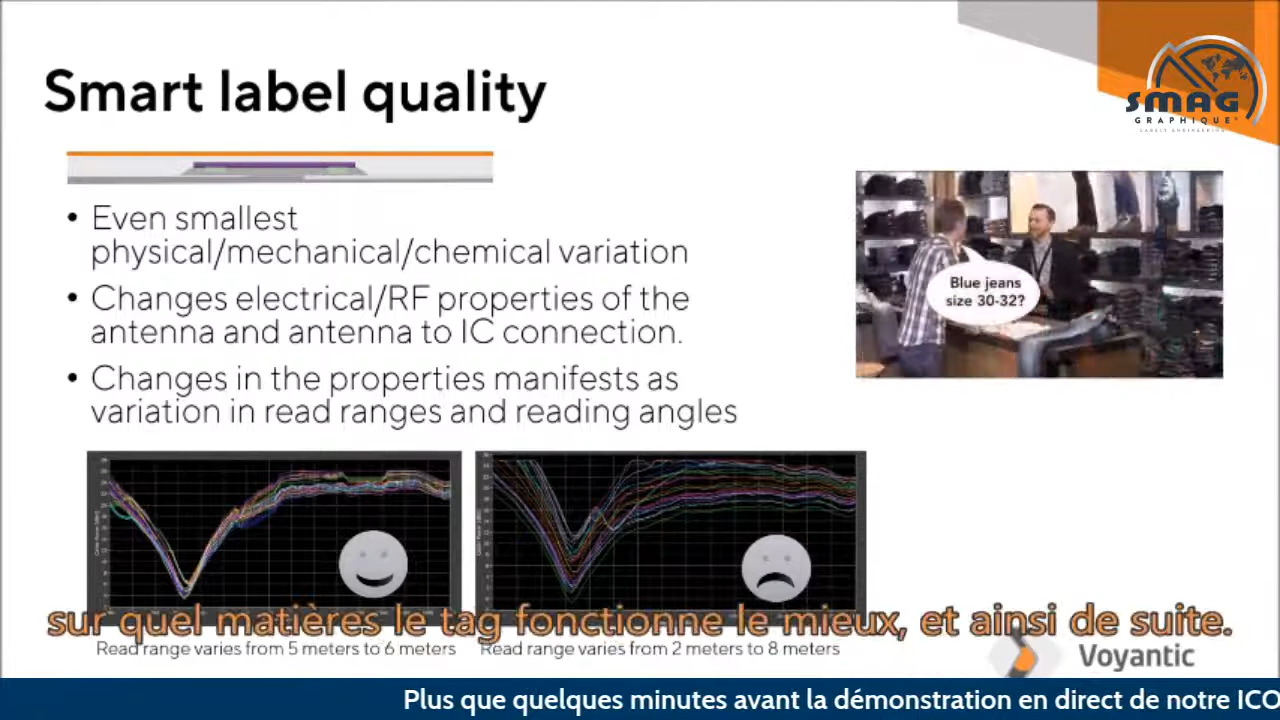 Smart label quality
SMAG
GRAPHIQUE
LABELS ENGINEERING
• Even smallest
physical/mechanical/chemical variation
• Changes electrical/RF properties of the
antenna and antenna to IC connection.
• Changes in the properties manifests as
variation in read ranges and reading angles
Blue jeans
size 30-32?
sur quel matières le tag fonctionne le mieux, et ainsi de suite.
Read range varies from 5 meters to 6 meters
Read range varies from 2 meters to 8 meters
Voyantic
Plus que quelques minutes avant la démonstration en direct de notre ICO